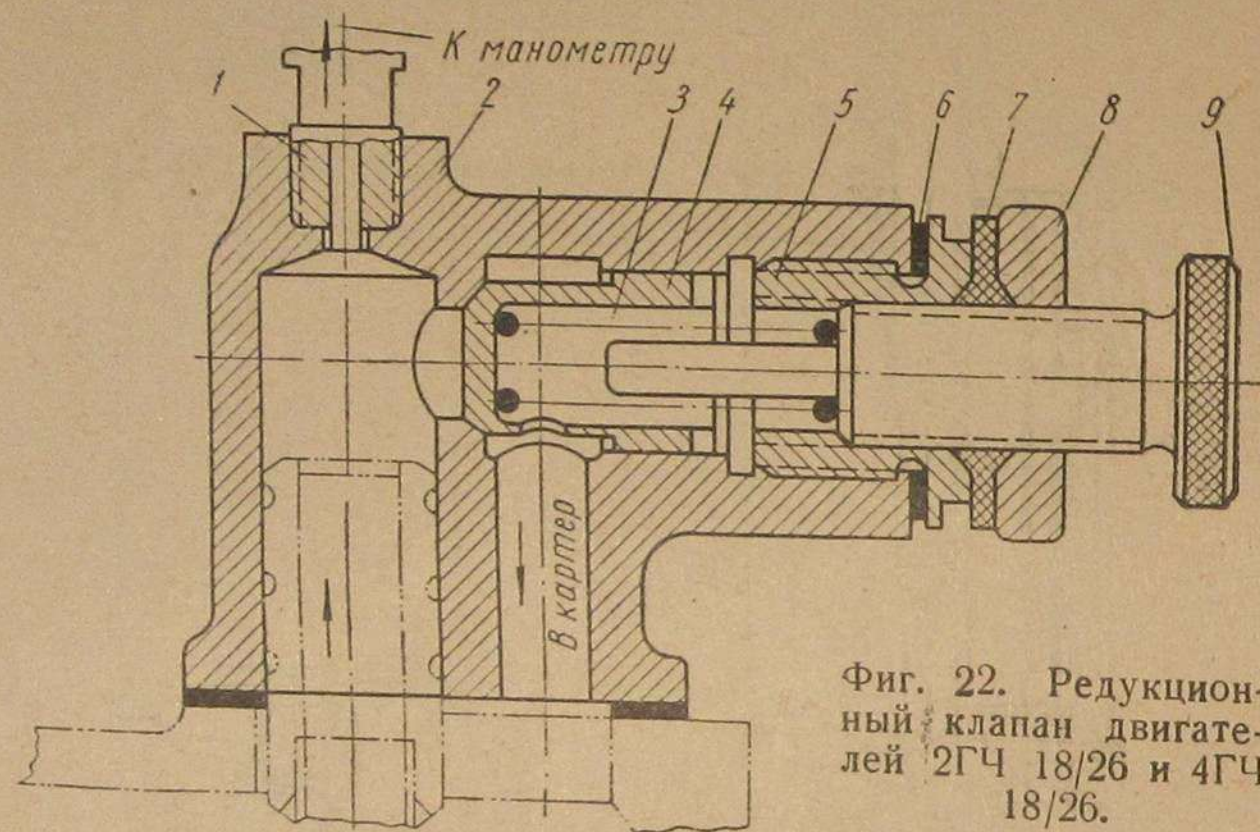 К манометру
1
2
3
4
5
6
7
8
9
В картер
Фиг. 22. Редукцион-
ный клапан двигате-
лей 2ГЧ 18/26 и 4ГЧ
18/26.